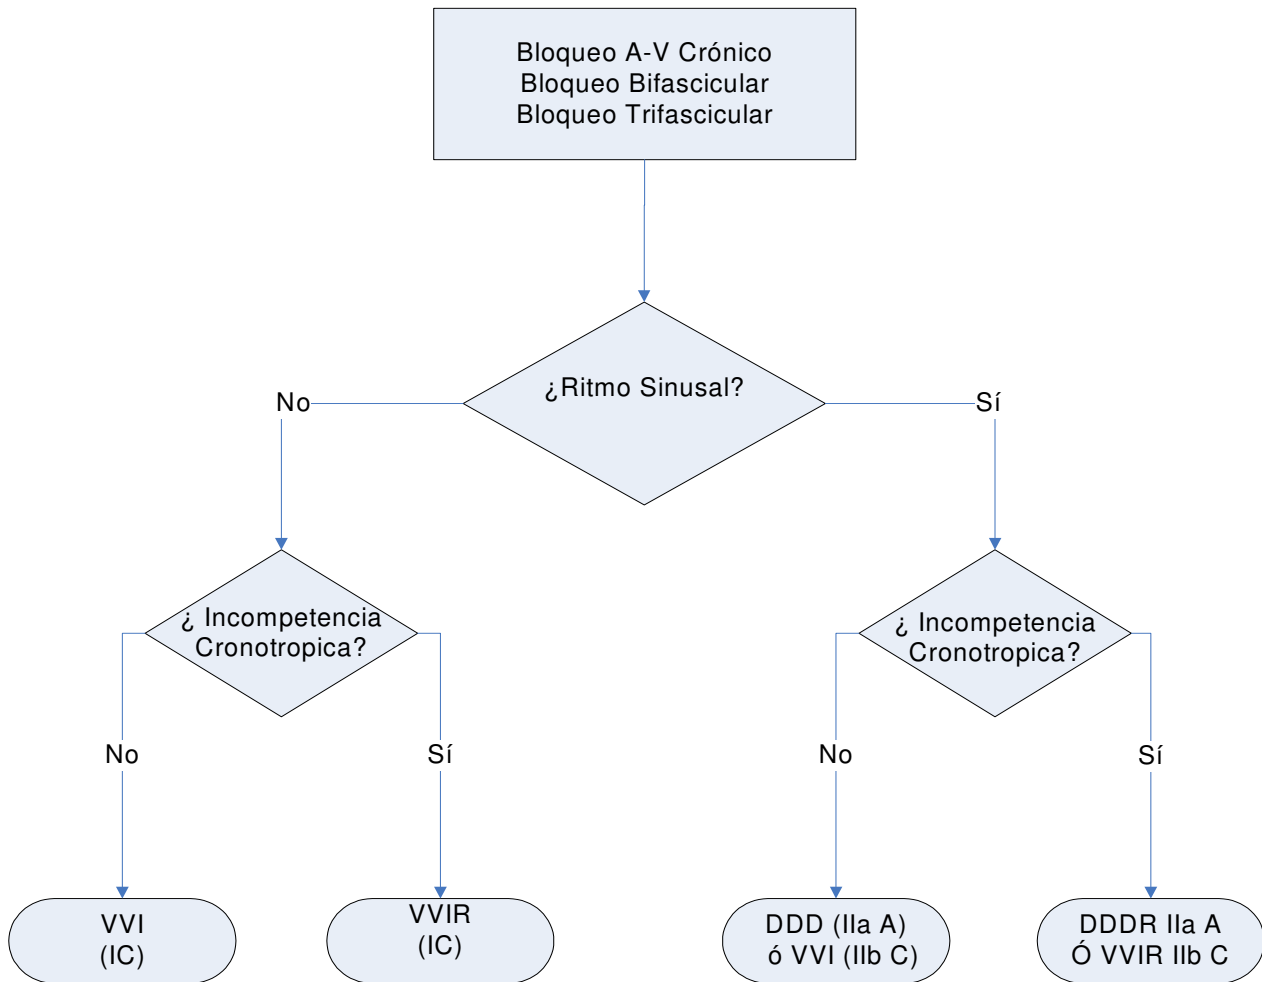 Bloqueo A-V Crónico
Bloqueo Bifascicular
Bloqueo Trifascicular
¿Ritmo Sinusal?
No
Sí
¿ Incompetencia
Cronotropica?
¿ Incompetencia
Cronotropica?
No
Sí
No
Sí
VVI
(IC)
VVIR
(IC)
DDD (IIa A)
ó VVI (IIb C)
DDDR IIa A
Ó VVIR IIb C